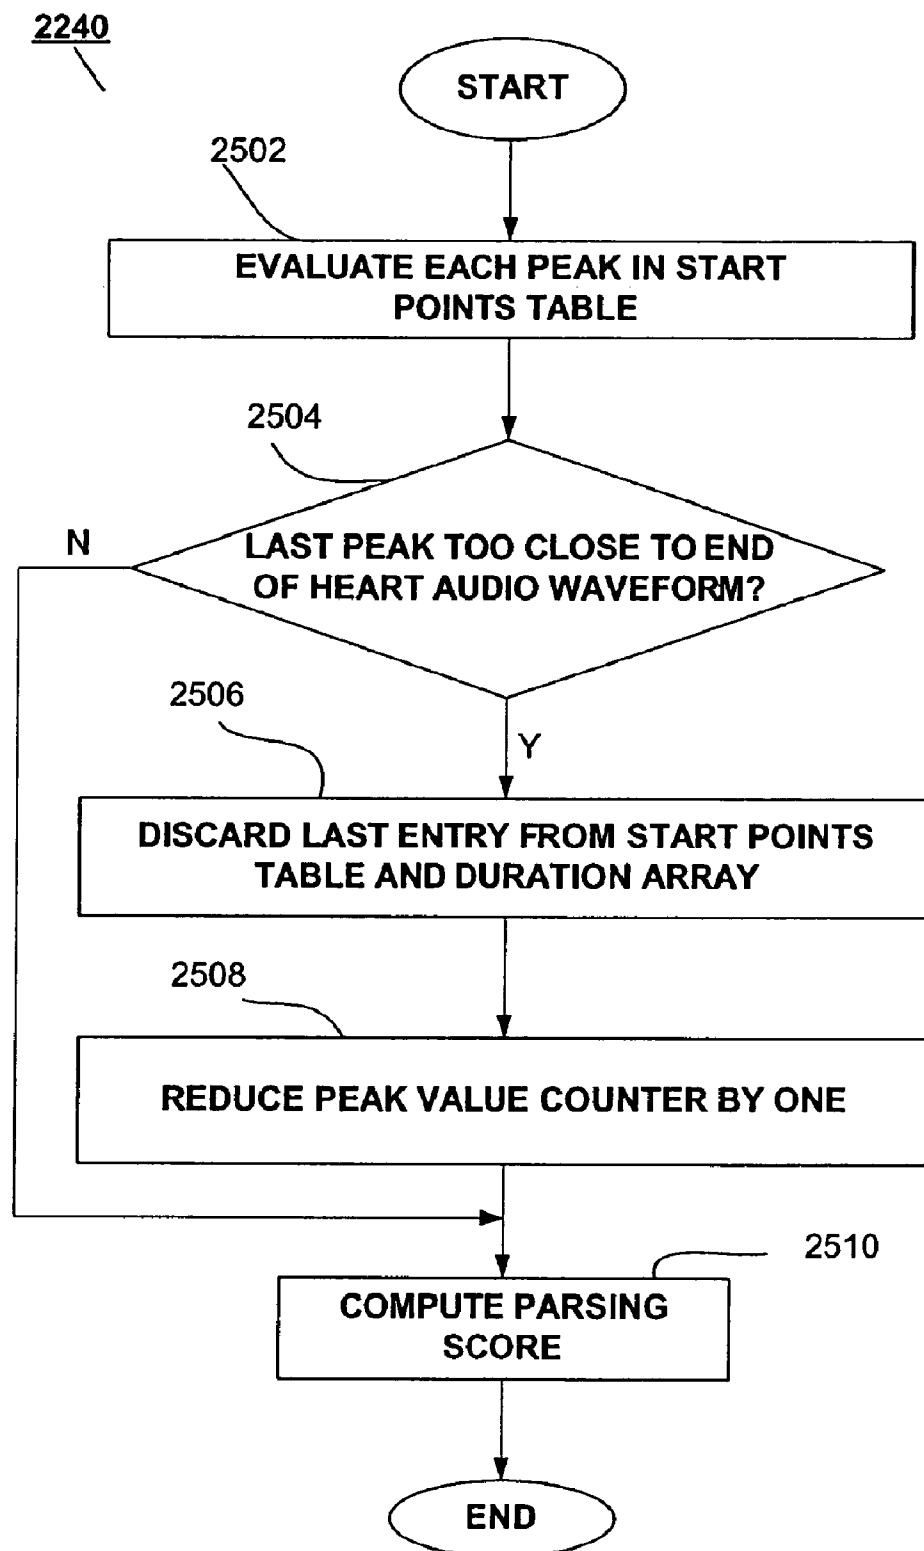 2240
START
2502
EVALUATE EACH PEAK IN START
POINTS TABLE
2504
N
LAST PEAK TOO CLOSE TO END
OF HEART AUDIO WAVEFORM?
2506
Y
DISCARD LAST ENTRY FROM START POINTS
TABLE AND DURATION ARRAY
2508
REDUCE PEAK VALUE COUNTER BY ONE
2510
COMPUTE PARSING
SCORE
END